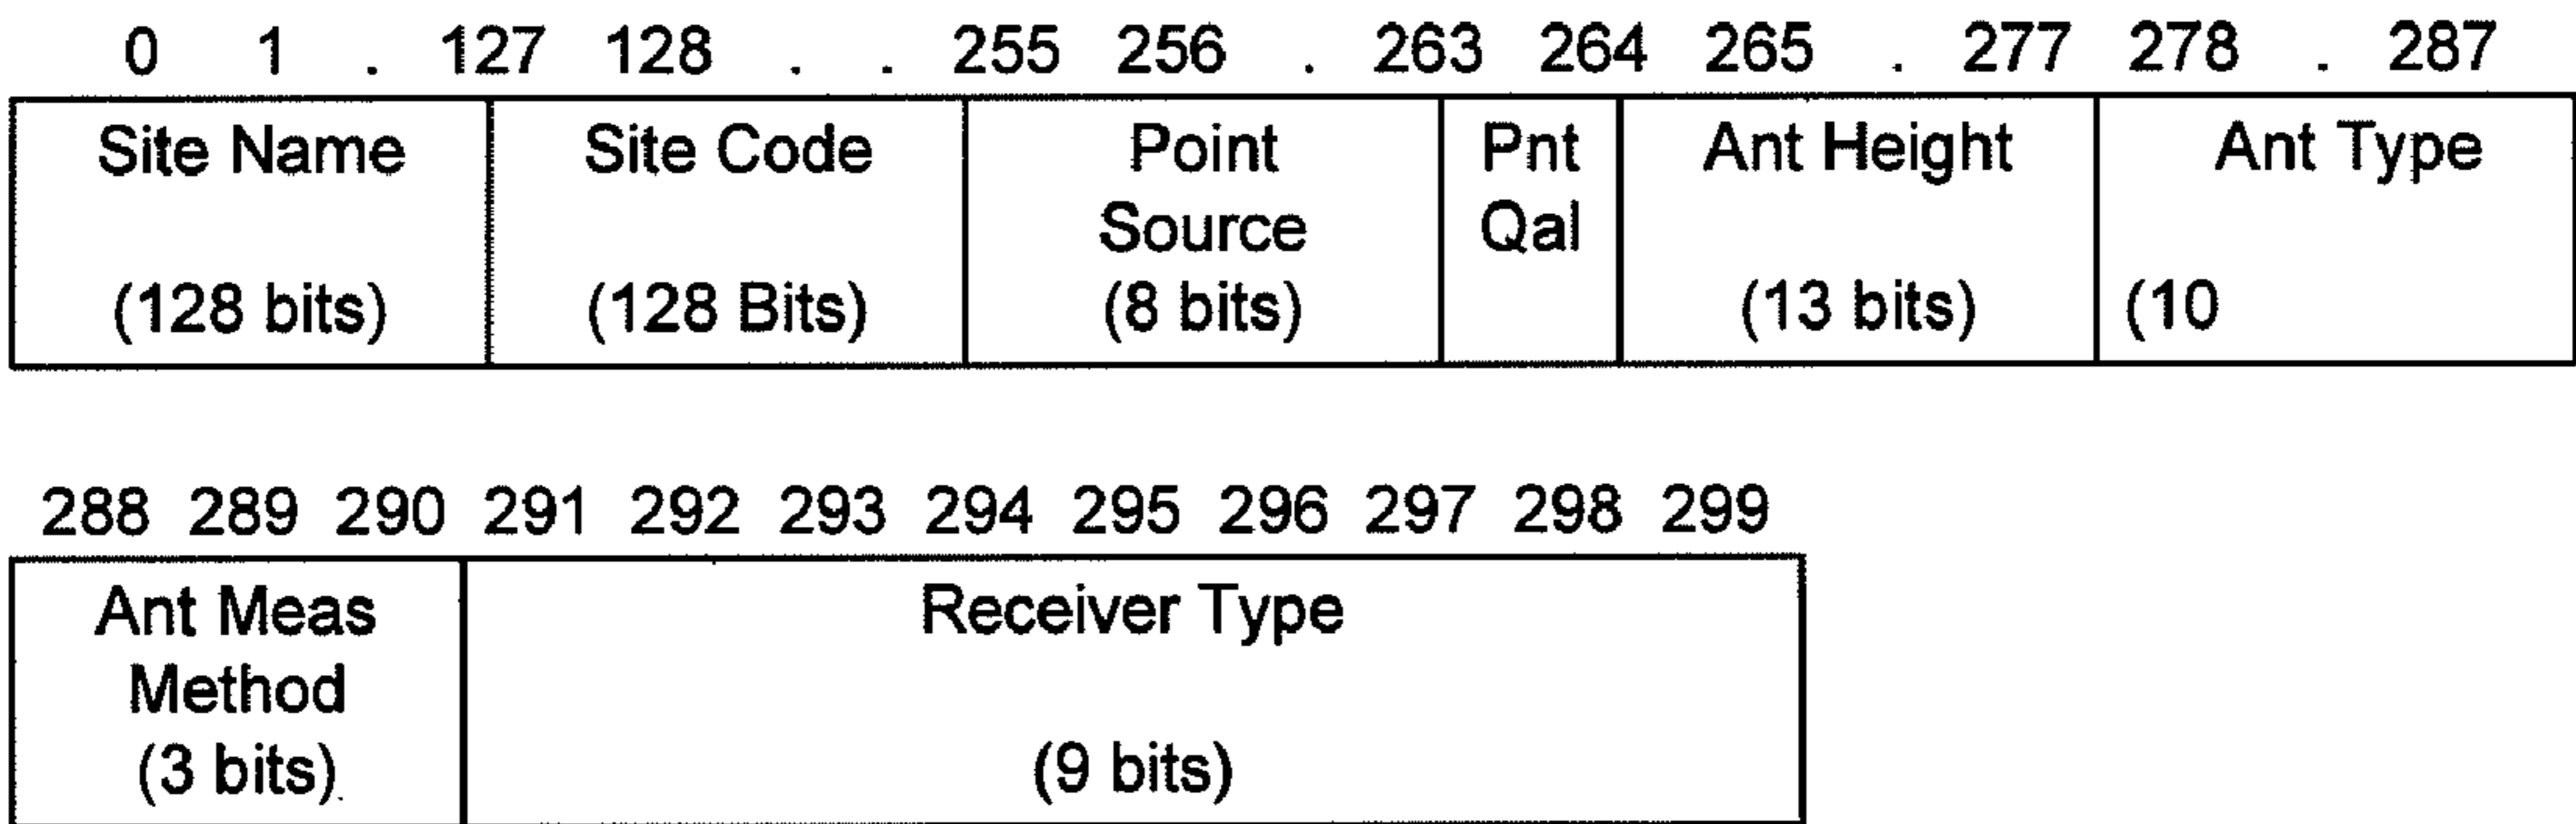 0 1 . 127 128 . . 255 256 . 263 264 265 . 277 278 . 287
Site Name Site Code Point Pnt Ant Height Ant Type
Source Qal
(128 bits) (128 Bits) (8 bits) (13 bits) (10
288 289 290 291 292 293 294 295 296 297 298 299
Ant Meas Receiver Type
Method
(3 bits) (9 bits)